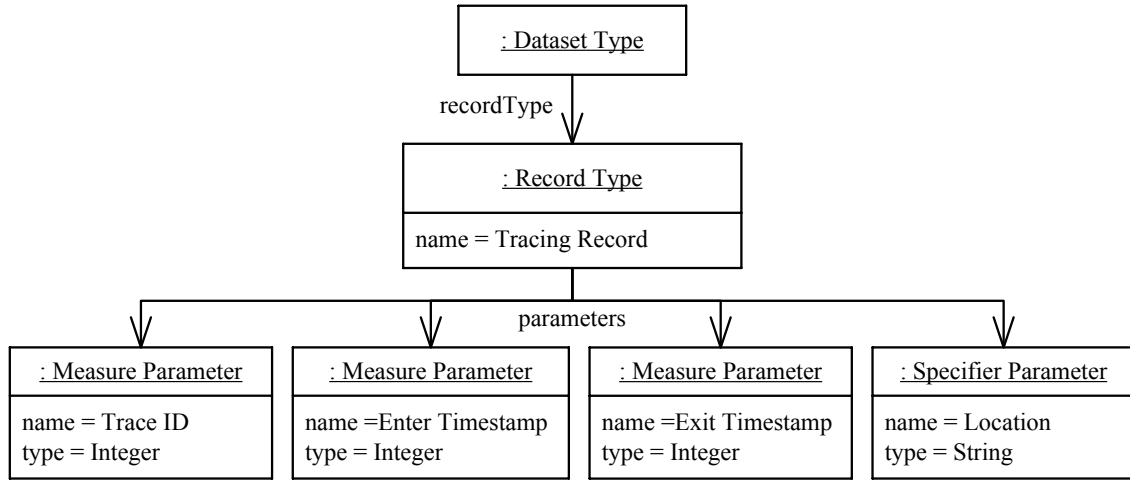 : Dataset Type
recordType
: Record Type
name = Tracing Record
parameters
: Measure Parameter
name = Trace ID
type = Integer
: Measure Parameter
name =Enter Timestamp
type = Integer
: Measure Parameter
name =Exit Timestamp
type = Integer
: Specifier Parameter
name = Location
type = String